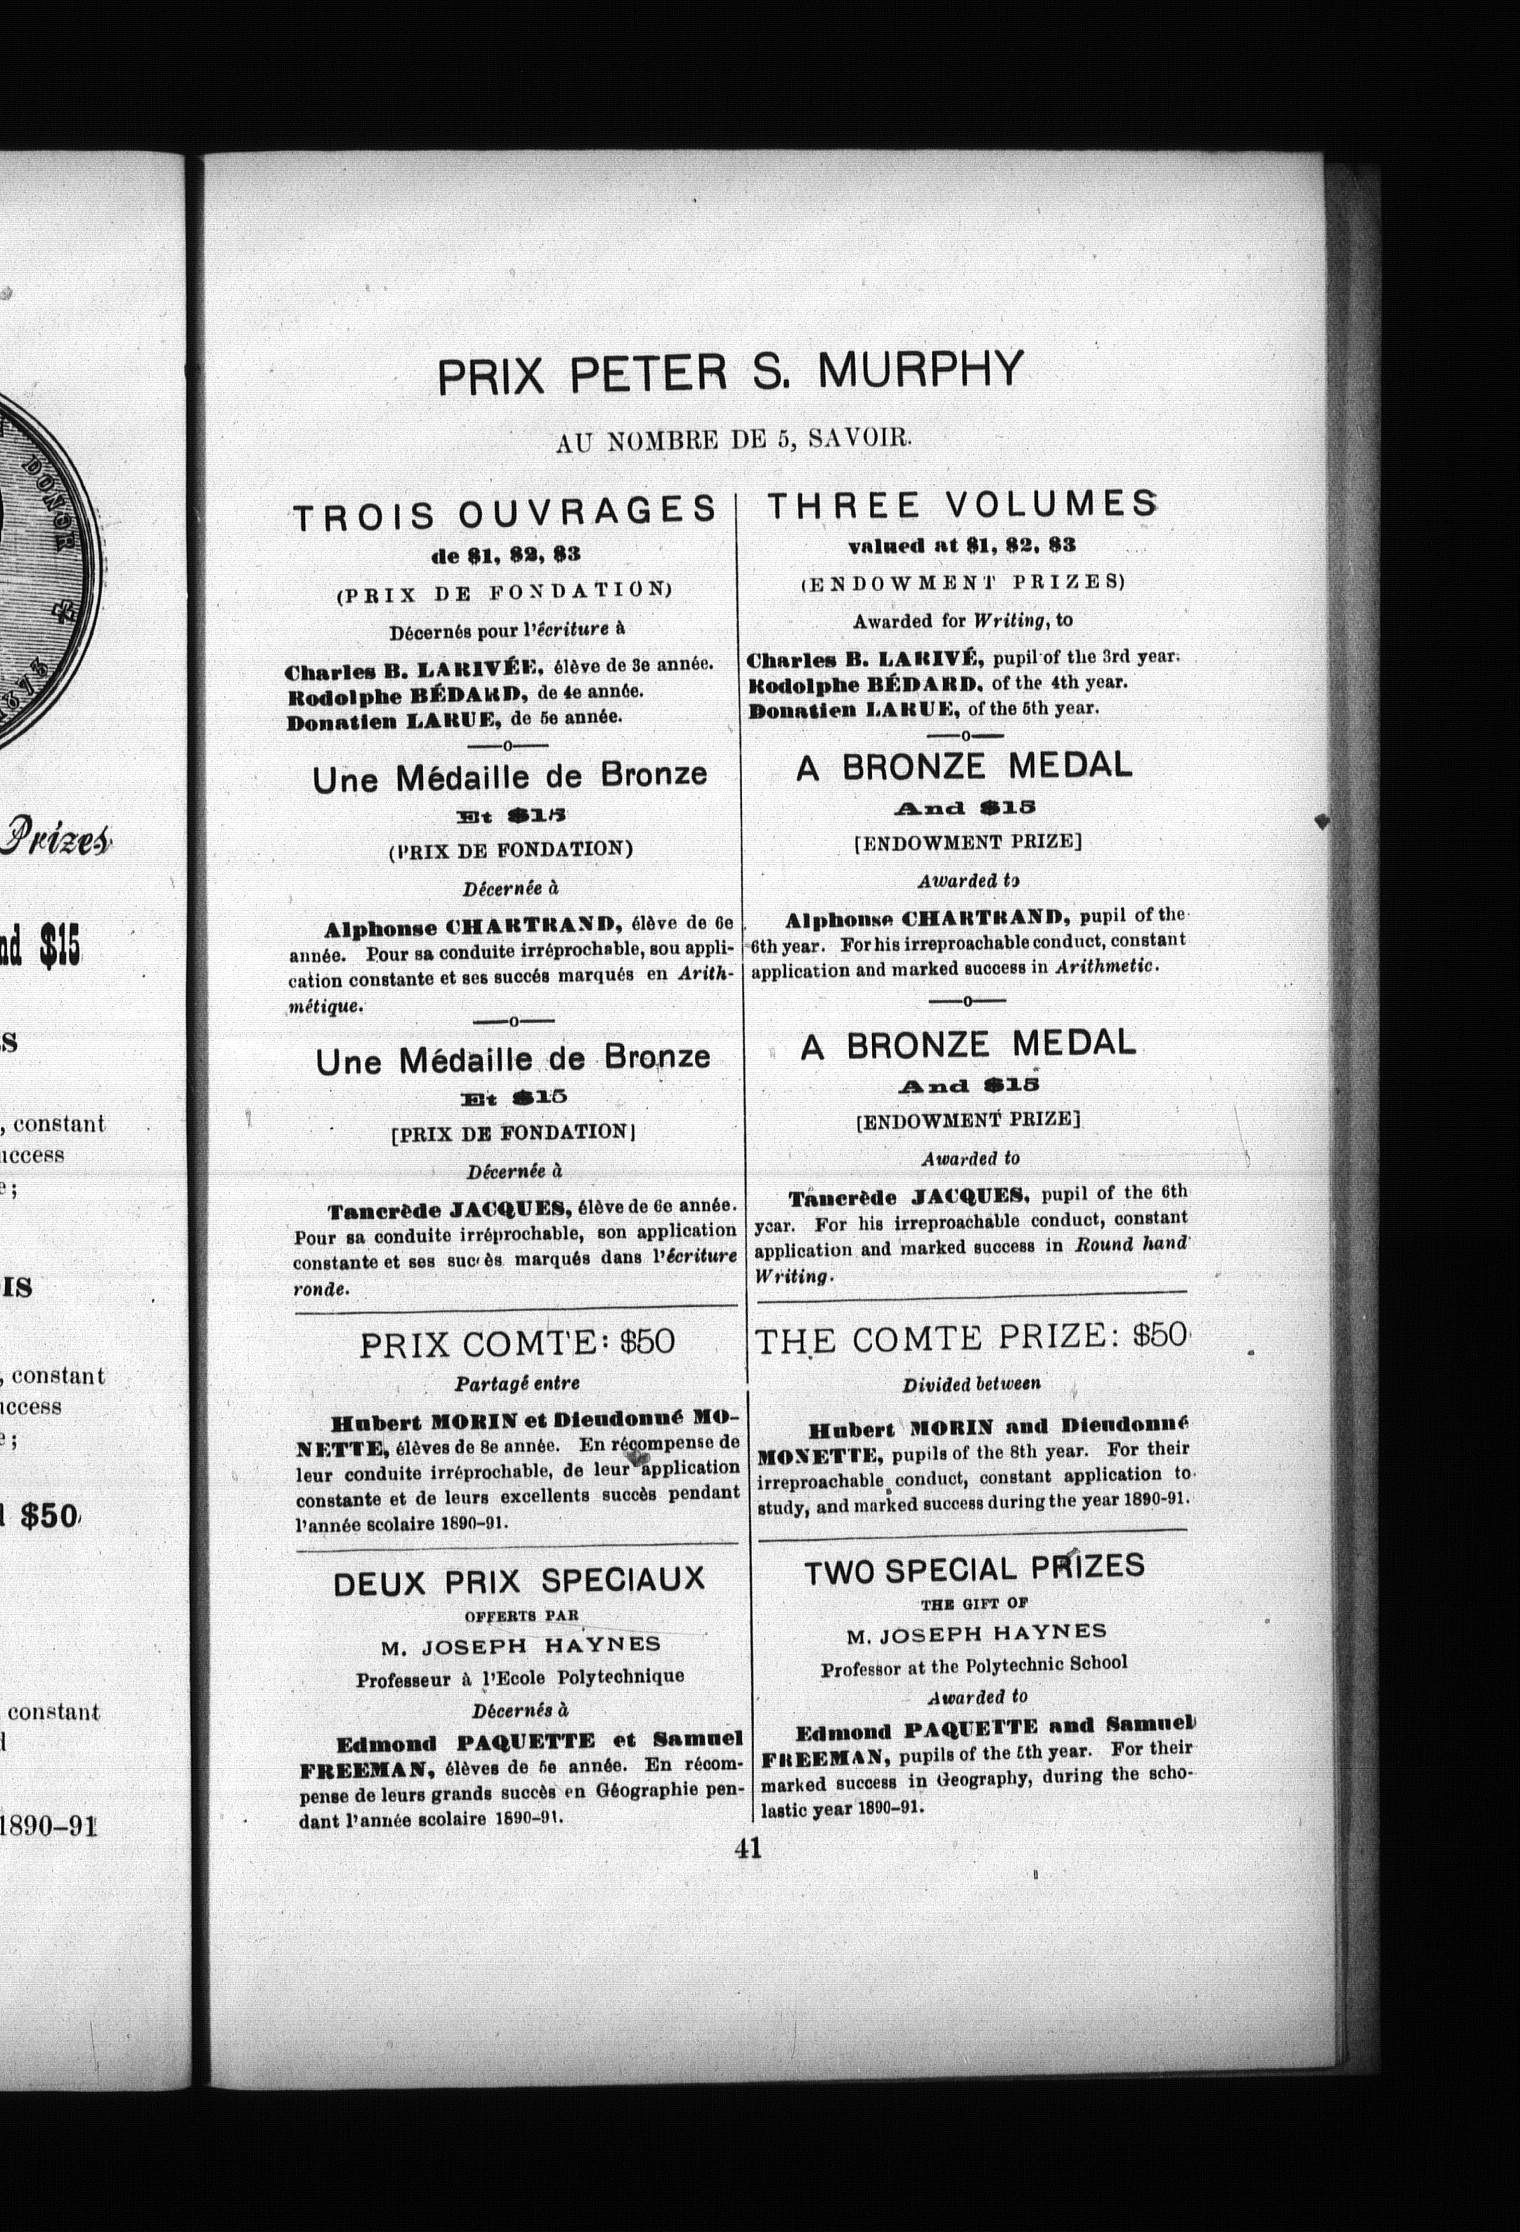 DONOR
1873
Prizes
nd $15
, constant
e ;
, constant
$50
constant
1890-91
PRIX PETER S. MURPHY
AU NOMBRE DE 5, SAVOIR.
TROIS OUVRAGES
de $1, $2, $3
(PRIX DE FONDATION)
Décernés pour l'écriture à
Charles B. LARIVÉE, élève de 3e année.
Rodolphe BÉDARD, de 4e année.
Donatien LARUE, de 5e année.
——o——
Une Médaille de Bronze
Et $15
(PRIX DE FONDATION)
Décernée à
Alphonse CHARTRAND, élève de 6e
année. Pour sa conduite irréprochable, sou appli-
cation constante et ses succés marqués en Arith-
métique.
——o——
Une Médaille de Bronze
Et $15
[PRIX DE FONDATION]
Décernée à
Tancrède JACQUES, élève de 6e année.
Pour sa conduite irréprochable, son application
constante et ses succès marqués dans l'écriture
ronde.
PRIX COMTE: $50
Partagé entre
Hubert MORIN et Dieudonné MO-
NETTE, élèves de 8e année. En récompense de
leur conduite irréprochable, de leur application
constante et de leurs excellents succès pendant
l'année scolaire 1890-91.
DEUX PRIX SPECIAUX
OFFERTS PAR
M. JOSEPH HAYNES
Professeur à l'Ecole Polytechnique
Décernés à
Edmond PAQUETTE et Samuel
FREEMAN, élèves de 5e année. En récom-
pense de leurs grands succès en Géographie pen-
dant l'année scolaire 1890-91.
THREE VOLUMES
valued at $1, $2, $3
(ENDOWMENT PRIZES)
Awarded for Writing, to
Charles B. LARIVÉ, pupil of the 3rd year.
Rodolphe BÉDARD, of the 4th year.
Donatien LARUE, of the 5th year.
——o——
A BRONZE MEDAL
And $15
[ENDOWMENT PRIZE]
Awarded to
Alphonse CHARTRAND, pupil of the
6th year. For his irreproachable conduct, constant
application and marked success in Arithmetic.
——o——
A BRONZE MEDAL
And $15
[ENDOWMENT PRIZE]
Awarded to
Tancrède JACQUES, pupil of the 6th
year. For his irreproachable conduct, constant
application and marked success in Round hand
Writing.
THE COMTE PRIZE: $50
Divided between
Hubert MORIN and Dieudonné
MONETTE, pupils of the 8th year. For their
irreproachable conduct, constant application to
study, and marked success during the year 1890-91.
TWO SPECIAL PRIZES
THE GIFT OF
M. JOSEPH HAYNES
Professor at the Polytechnic School
Awarded to
Edmond PAQUETTE and Samuel
FREEMAN, pupils of the 5th year. For their
marked success in Geography, during the scho-
lastic year 1890-91.
41